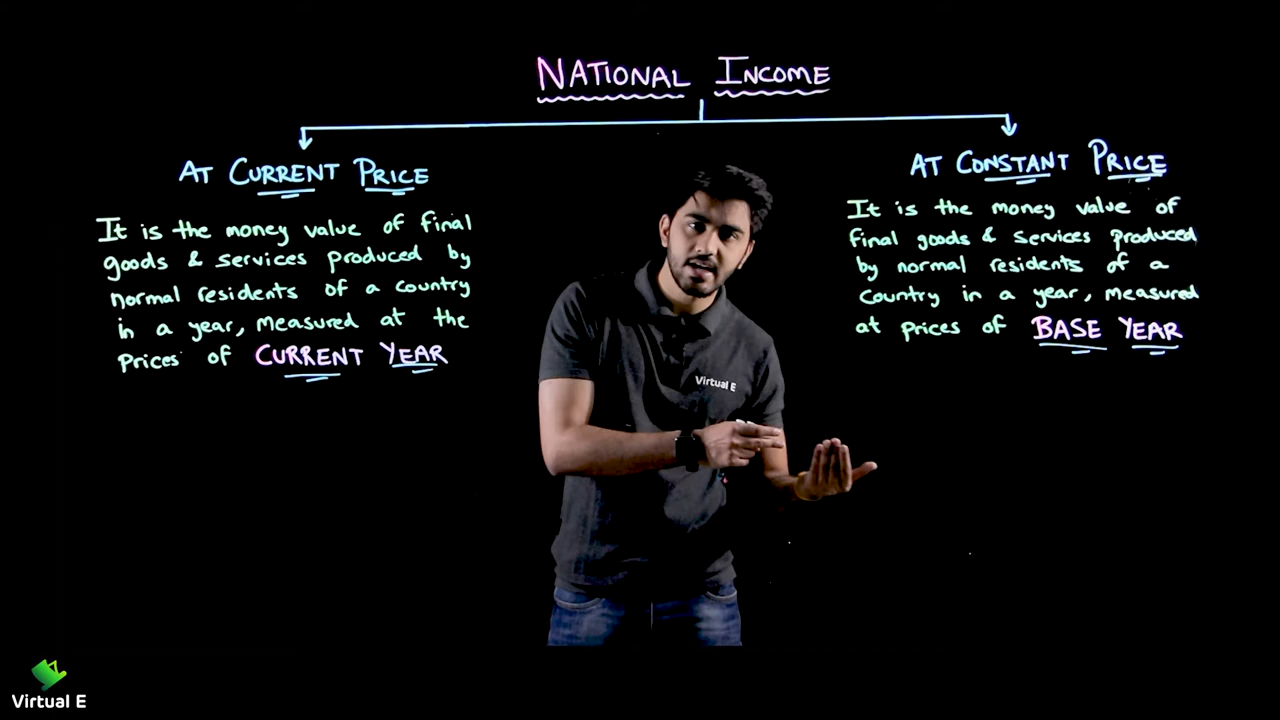 NATIONAL INCOME
AT CURRENT PRICE
It is the money value of final
goods & services produced by
normal residents of a country
in a year, measured at the
prices of CURRENT YEAR
AT CONSTANT PRICE
It is the money value of
final goods & services produced
by normal residents of a
country in a year, measured
at prices of BASE YEAR
Virtual E
Virtual E